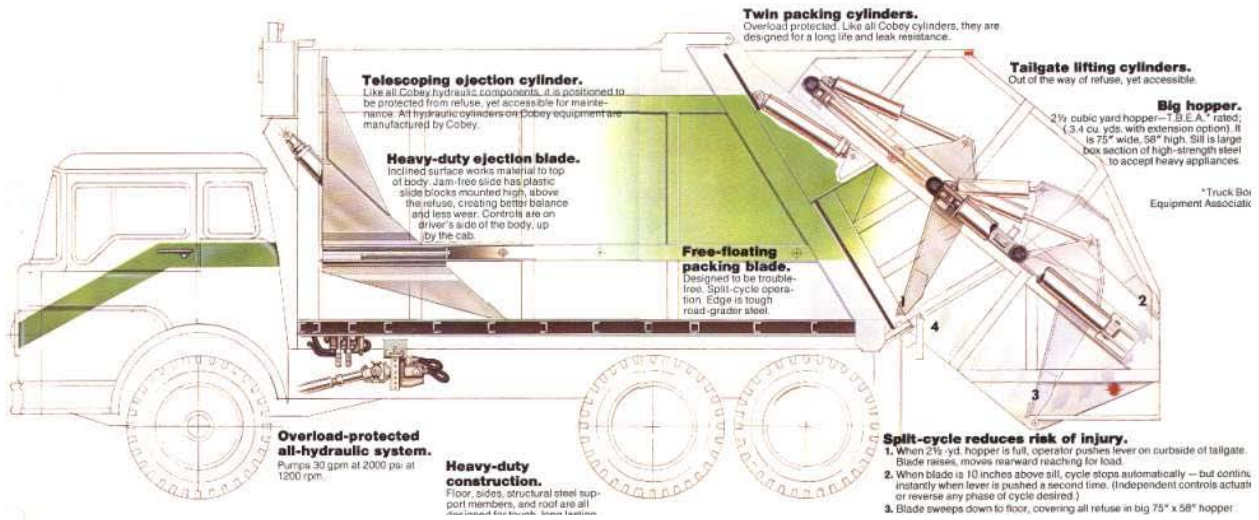 Twin packing cylinders.
Overload protected. Like all Cobey cylinders, they are
designed for a long life and leak resistance.
Telescoping ejection cylinder.
Like all Cobey hydraulic components, it is positioned to
be protected from refuse, yet accessible for mainte-
nance. All hydraulic cylinders on Cobey equipment are
manufactured by Cobey.
Tailgate lifting cylinders.
Out of the way of refuse, yet accessible.
Big hopper.
2½ cubic yard hopper—T.B.E.A.* rated;
(3.4 cu. yds. with extension option). It
is 75" wide, 58" high. Sill is large
box section of high-strength steel
to accept heavy appliances.
*Truck
Equipment
Heavy-duty ejection blade.
Inclined surface works material to top
of body. Jam-free slide has plastic
slide blocks mounted high, above
the refuse, creating better balance
and less wear. Controls are on
driver's side of the body, up
by the cab.
Free-floating
packing blade.
Designed to be trouble-
free. Split-cycle opera-
tion. Edge is tough
road-grader steel.
1
2
4
3
Overload-protected
all-hydraulic system.
Pumps 30 gpm at 2000 psi at
1200 rpm.
Heavy-duty
construction.
Floor, sides, structural steel sup-
port members, and roof are all
designed for tough, long lasting
Split-cycle reduces risk of injury.
1. When 2½-yd. hopper is full, operator pushes lever on curbside of tailgate.
Blade raises, moves rearward reaching for load.
2. When blade is 10 inches above sill, cycle stops automatically — but
instantly when lever is pushed a second time. (Independent controls
or reverse any phase of cycle desired.)
3. Blade sweeps down to floor, covering all refuse in big 75" x 58" hopper